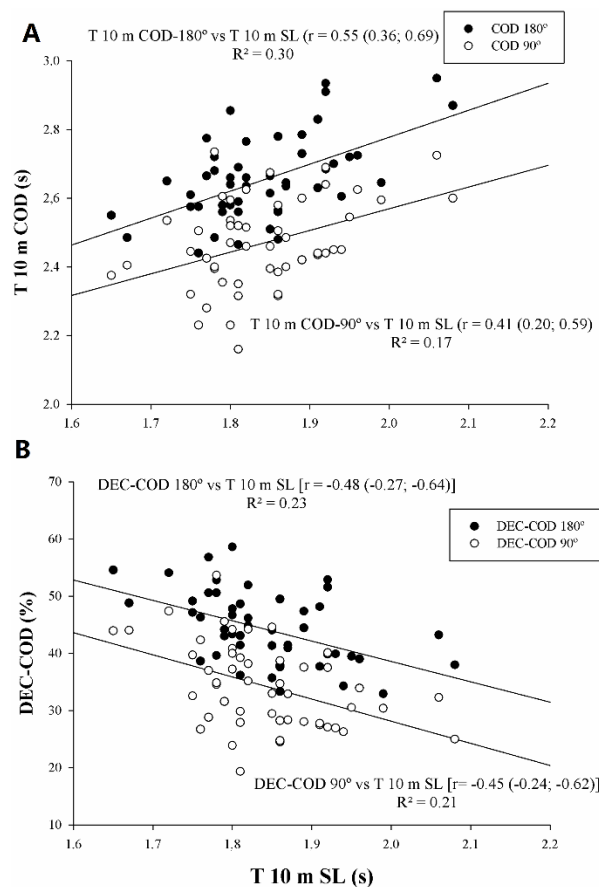 A
T 10 m COD-180º vs T 10 m SL (r = 0.55 (0.36; 0.69)
R² = 0.30
COD 180º
COD 90º
3.0
2.8
2.6
2.4
2.2
2.0
T 10 m COD (s)
T 10 m COD-90º vs T 10 m SL (r = 0.41 (0.20; 0.59)
R² = 0.17
1.6 1.7 1.8 1.9 2.0 2.1 2.2
B
DEC-COD 180º vs T 10 m SL [r = -0.48 (-0.27; -0.64)]
R² = 0.23
DEC-COD 180º
DEC-COD 90º
70
60
50
40
30
20
10
DEC-COD (%)
DEC-COD 90º vs T 10 m SL [r= -0.45 (-0.24; -0.62)]
R² = 0.21
1.6 1.7 1.8 1.9 2.0 2.1 2.2
T 10 m SL (s)